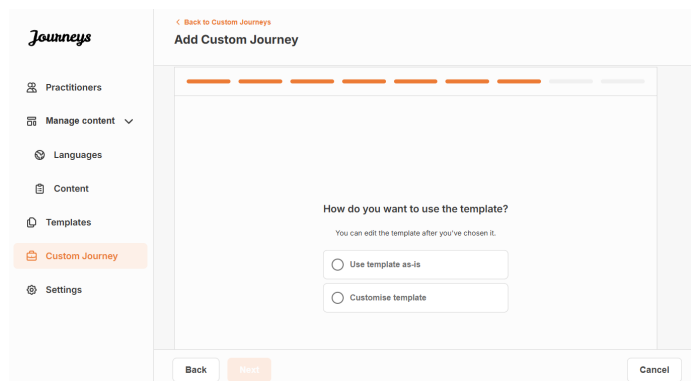 Journeys
Back to Custom Journeys
Add Custom Journey
Practitioners
Manage content
Languages
Content
Templates
Custom Journey
Settings
How do you want to use the template?
You can edit the template after you've chosen it.
Use template as-is
Customise template
Back
Next
Cancel